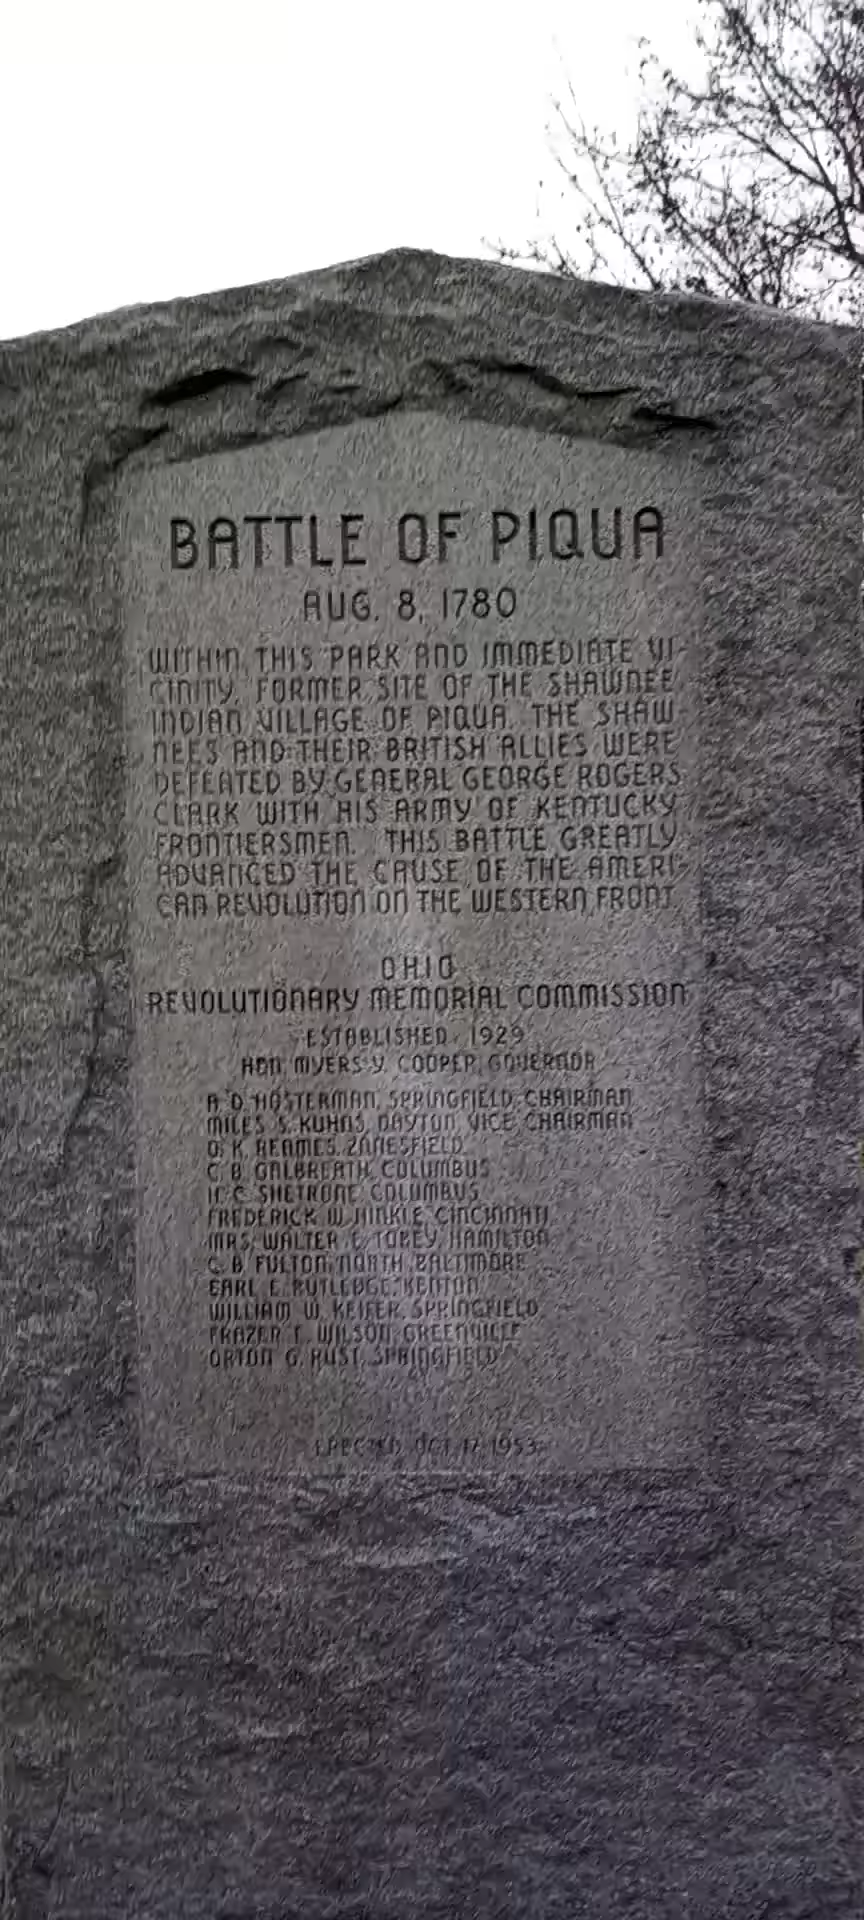 BATTLE OF PIQUA
AUG. 8, 1780
WITHIN THIS PARK AND IMMEDIATE VI-
CINITY, FORMER SITE OF THE SHAWNEE
INDIAN VILLAGE OF PIQUA, THE SHAW
NEES AND THEIR BRITISH ALLIES WERE
DEFEATED BY GENERAL GEORGE ROGERS
CLARK WITH HIS ARMY OF KENTUCKY
FRONTIERSMEN. THIS BATTLE GREATLY
ADVANCED THE CAUSE OF THE AMERI-
CAN REVOLUTION ON THE WESTERN FRONT
OHIO
REVOLUTIONARY MEMORIAL COMMISSION
ESTABLISHED 1929
HON. MYERS Y. COOPER, GOVERNOR
A. D. HOSTERMAN, SPRINGFIELD, CHAIRMAN
MILES S. KUHNS, DAYTON, VICE CHAIRMAN
O. K. REAMES, ZANESFIELD
C. B. GALBREATH, COLUMBUS
H. C. SHETRONE, COLUMBUS
FREDERICK W. HINKLE, CINCINNATI
MRS. WALTER L. TOBEY, HAMILTON
C. B. FULTON, NORTH BALTIMORE
EARL E. RUTLEDGE, KENTON
WILLIAM W. KEIFER, SPRINGFIELD
FRAZER E. WILSON, GREENVILLE
ORTON G. RUST, SPRINGFIELD
ERECTED OCT. 17 1953